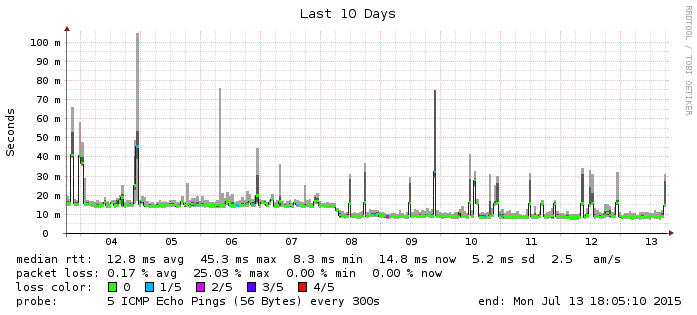 Last 10 Days
RRDTOOL / TOBI OETIKER
Seconds
100 m
90 m
80 m
70 m
60 m
50 m
40 m
30 m
20 m
10 m
0
04 05 06 07 08 09 10 11 12 13
median rtt: 12.8 ms avg 45.3 ms max 8.3 ms min 14.8 ms now 5.2 ms sd 2.5 am/s
packet loss: 0.17 % avg 25.03 % max 0.00 % min 0.00 % now
loss color: 0 1/5 2/5 3/5 4/5
probe: 5 ICMP Echo Pings (56 Bytes) every 300s end: Mon Jul 13 18:05:10 2015